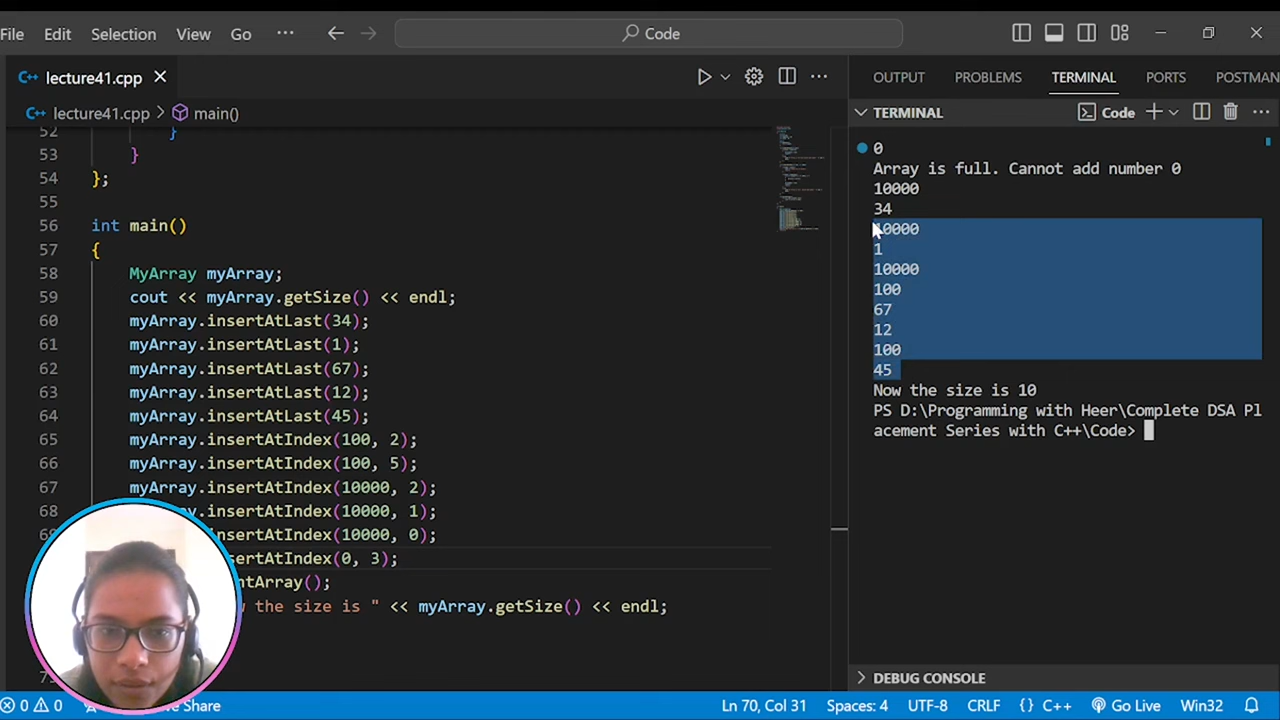 File Edit Selection View Go ··· Code
lecture41.cpp
lecture41.cpp > main()
52 }
53 }
54 };
55
56 int main()
57 {
58 MyArray myArray;
59 cout << myArray.getSize() << endl;
60 myArray.insertAtLast(34);
61 myArray.insertAtLast(1);
62 myArray.insertAtLast(67);
63 myArray.insertAtLast(12);
64 myArray.insertAtLast(45);
65 myArray.insertAtIndex(100, 2);
66 myArray.insertAtIndex(100, 5);
67 myArray.insertAtIndex(10000, 2);
68 .insertAtIndex(10000, 1);
insertAtIndex(10000, 0);
sertAtIndex(0, 3);
ntArray();
the size is " << myArray.getSize() << endl;
OUTPUT PROBLEMS TERMINAL PORTS POSTMAN
TERMINAL Code
0
Array is full. Cannot add number 0
10000
34
10000
1
10000
100
67
12
100
45
Now the size is 10
PS D:\Programming with Heer\Complete DSA Pl
acement Series with C++\Code>
DEBUG CONSOLE
0 0 Share Ln 70, Col 31 Spaces: 4 UTF-8 CRLF {} C++ Go Live Win32